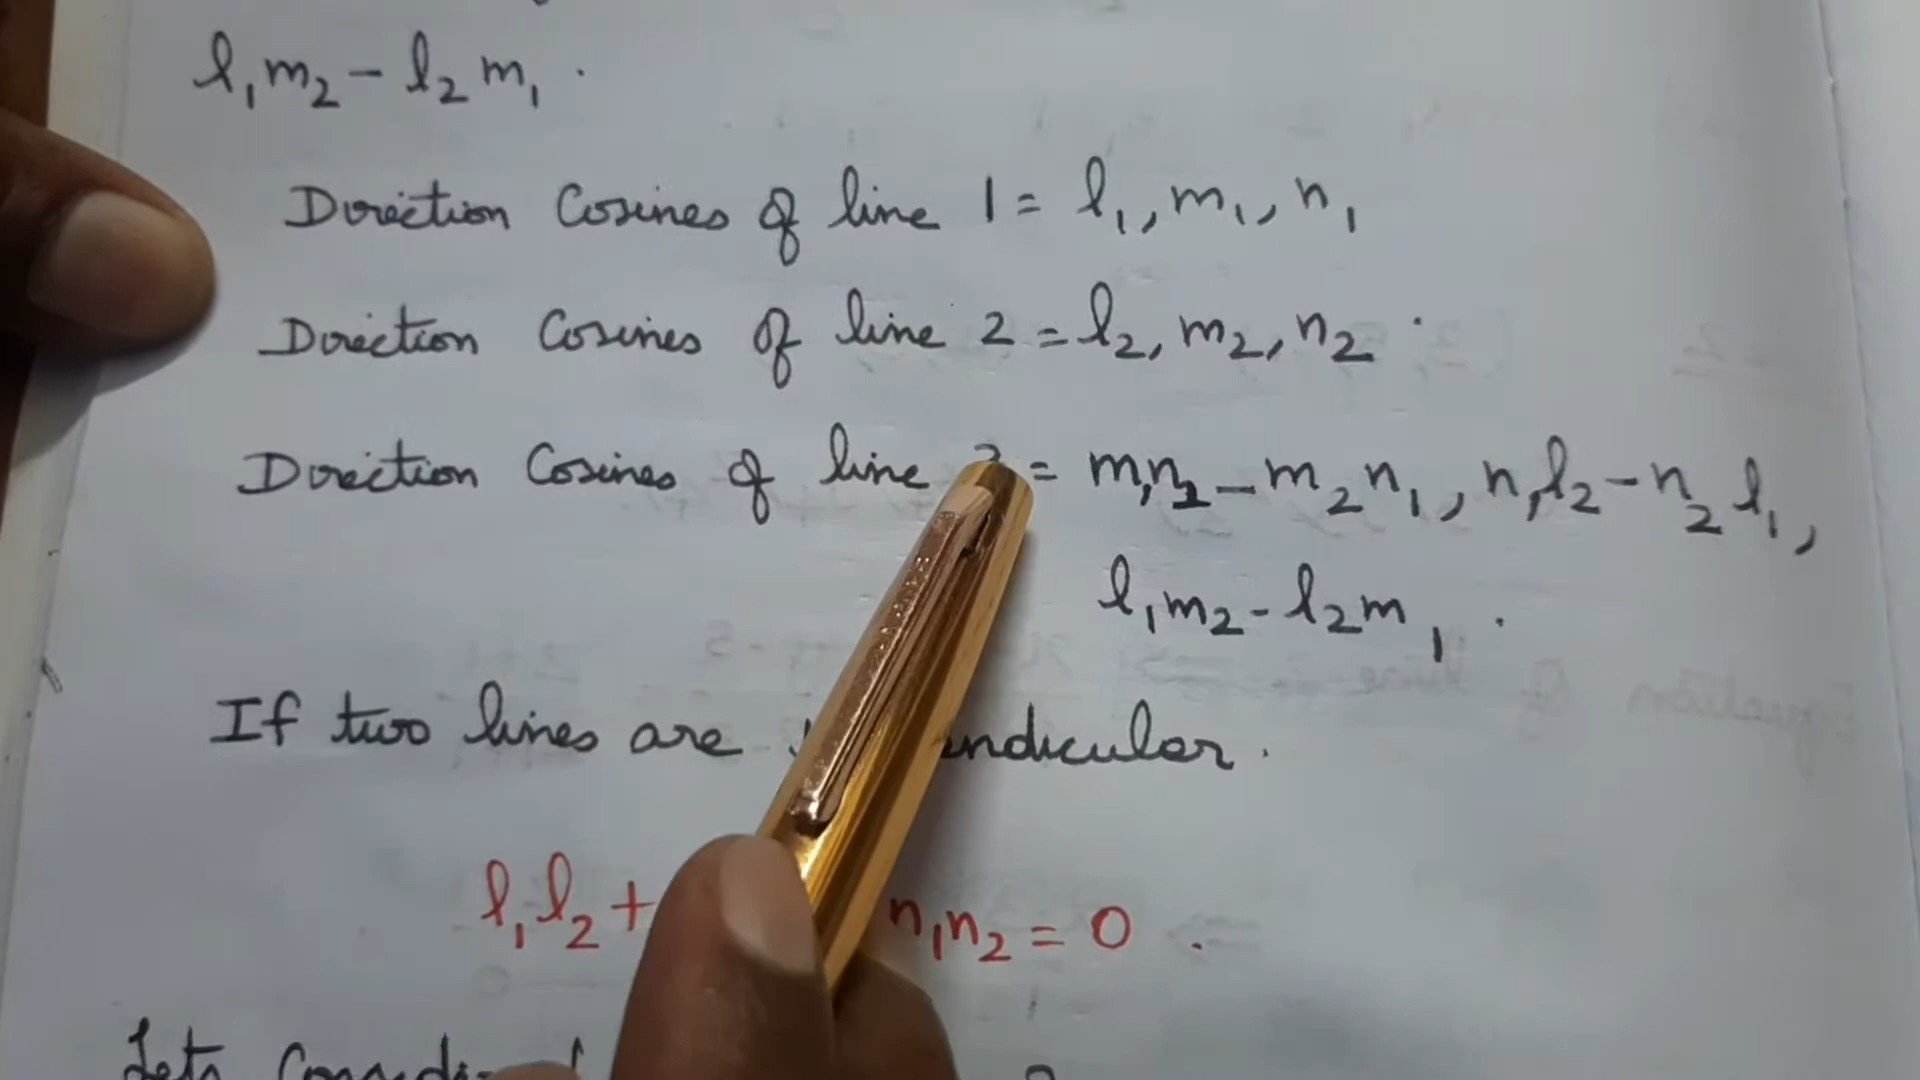 l₁m₂ - l₂m₁.
Direction Cosines of line 1 = l₁, m₁, n₁
Direction Cosines of line 2 = l₂, m₂, n₂.
Direction Cosines of line = m₁n₂ - m₂n₁, n₁l₂ - n₂l₁,
l₁m₂ - l₂m₁.
If two lines are
l₁l₂ + n₁n₂ = 0.
Lets